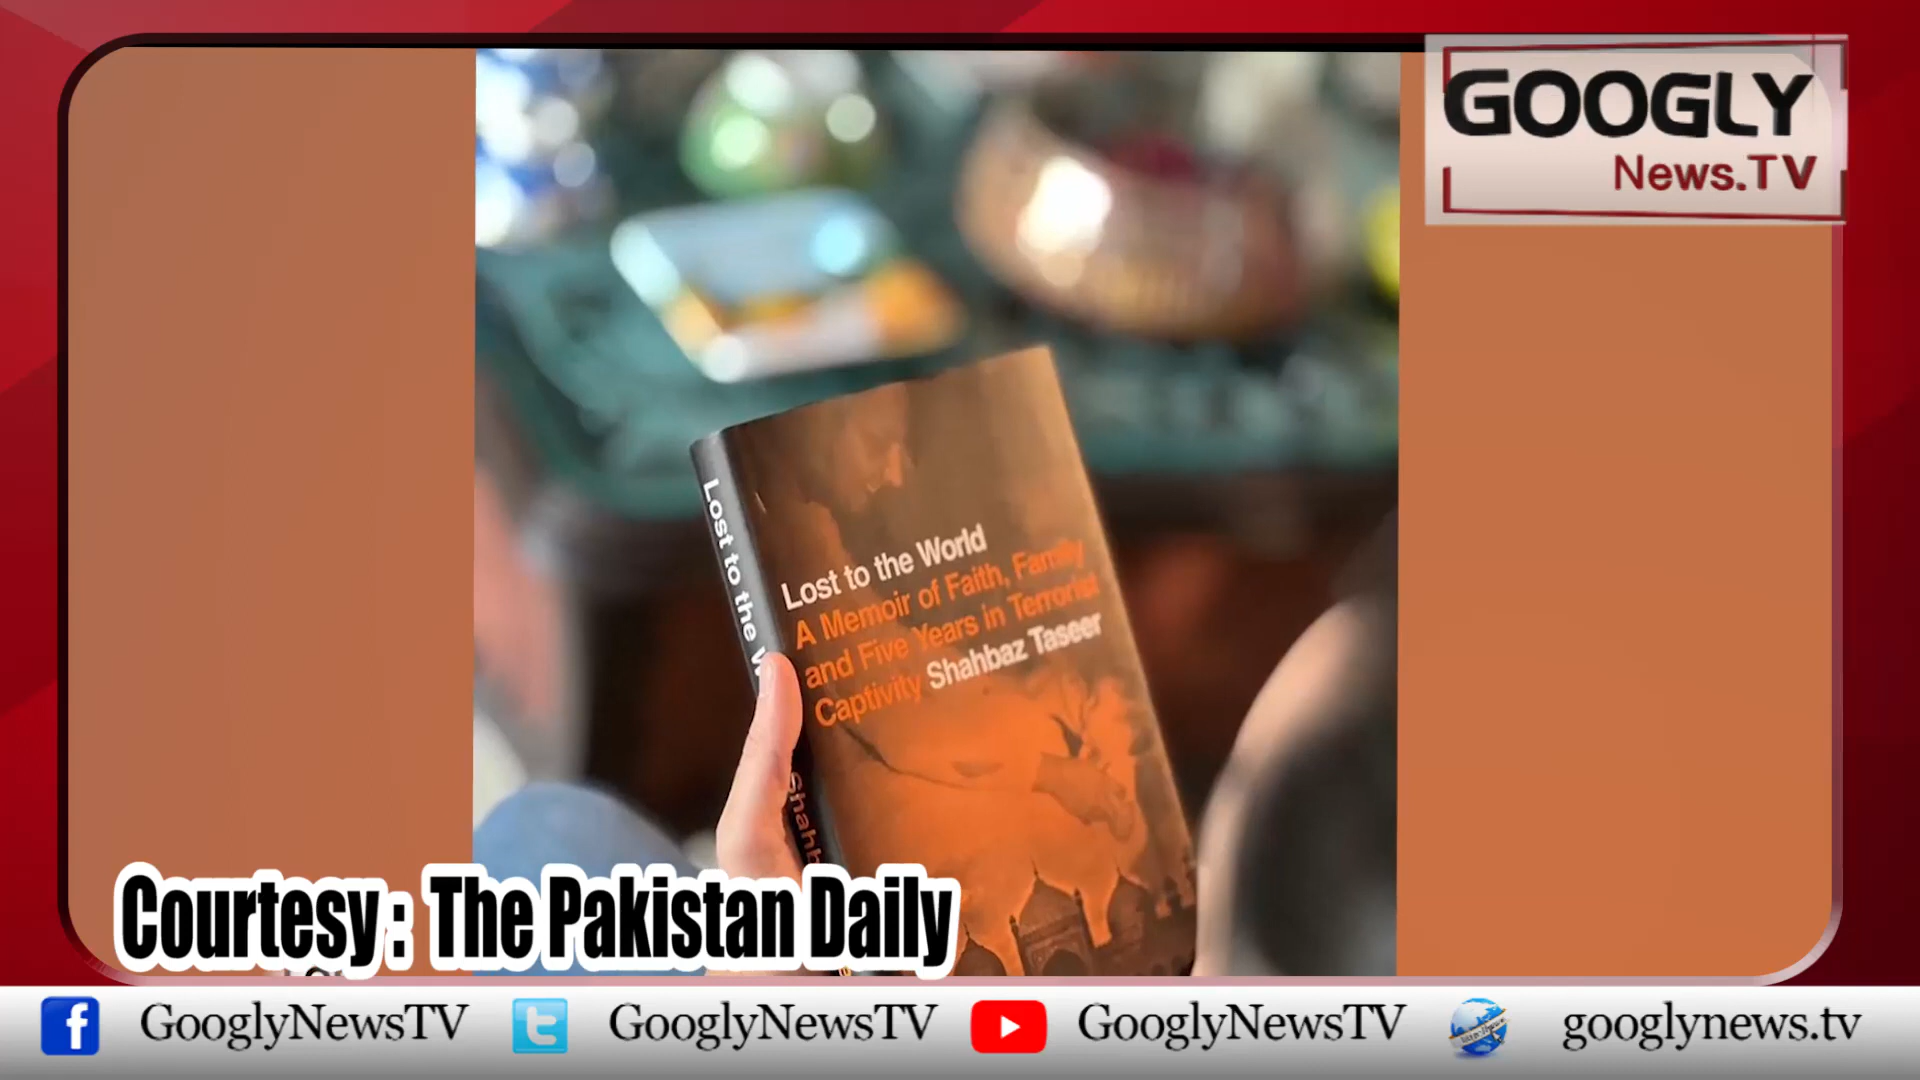 GOOGLY
News.TV
Lost to the World
A Memoir of Faith, Family
and Five Years in Terrorist
Captivity Shahbaz Taseer
Lost to the W
Shahb
Courtesy : The Pakistan Daily
GooglyNewsTV
GooglyNewsTV
GooglyNewsTV
googlynews.tv